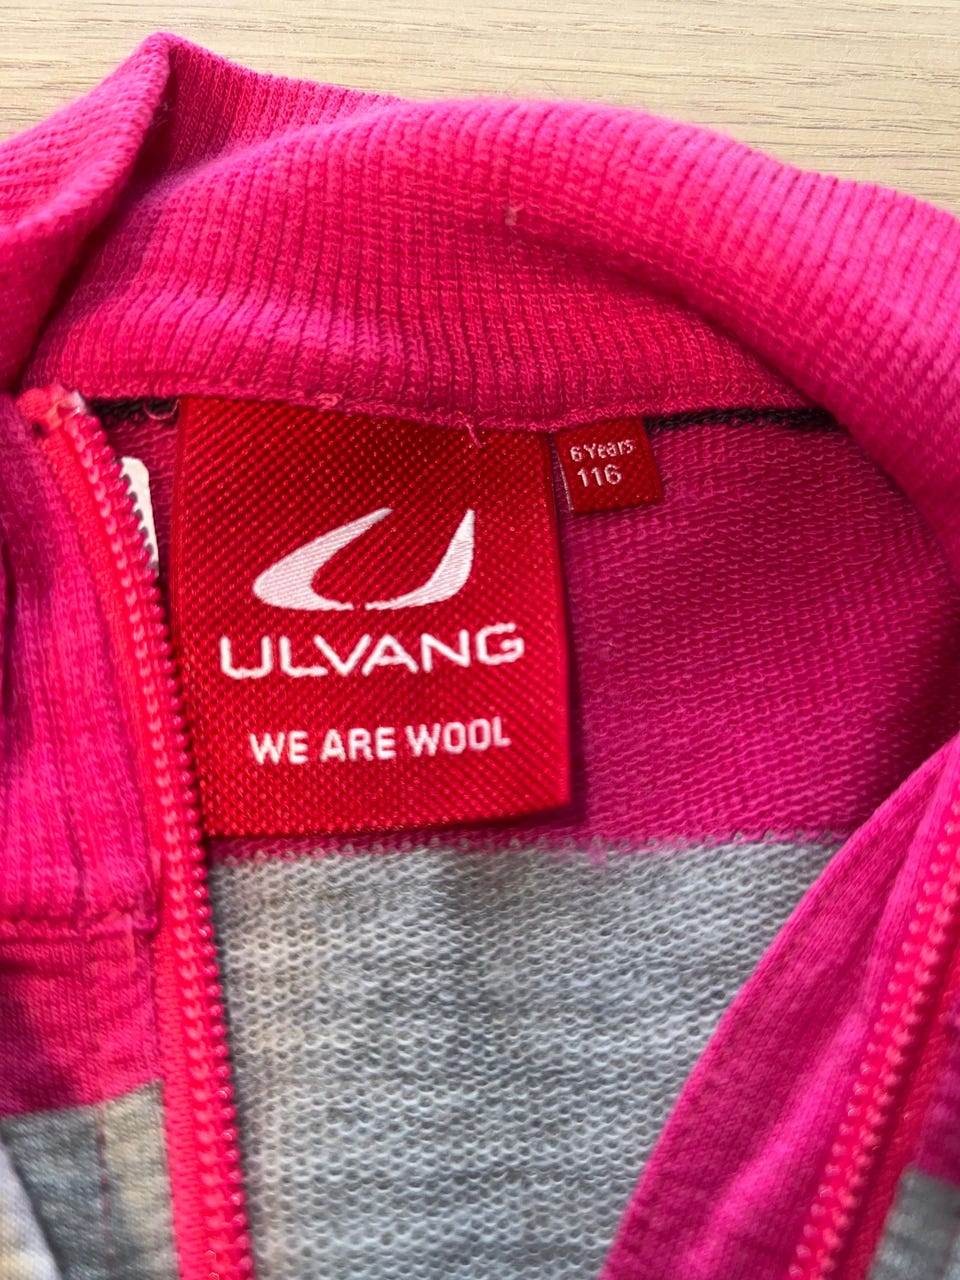 6 Years
116
ULVANG
WE ARE WOOL